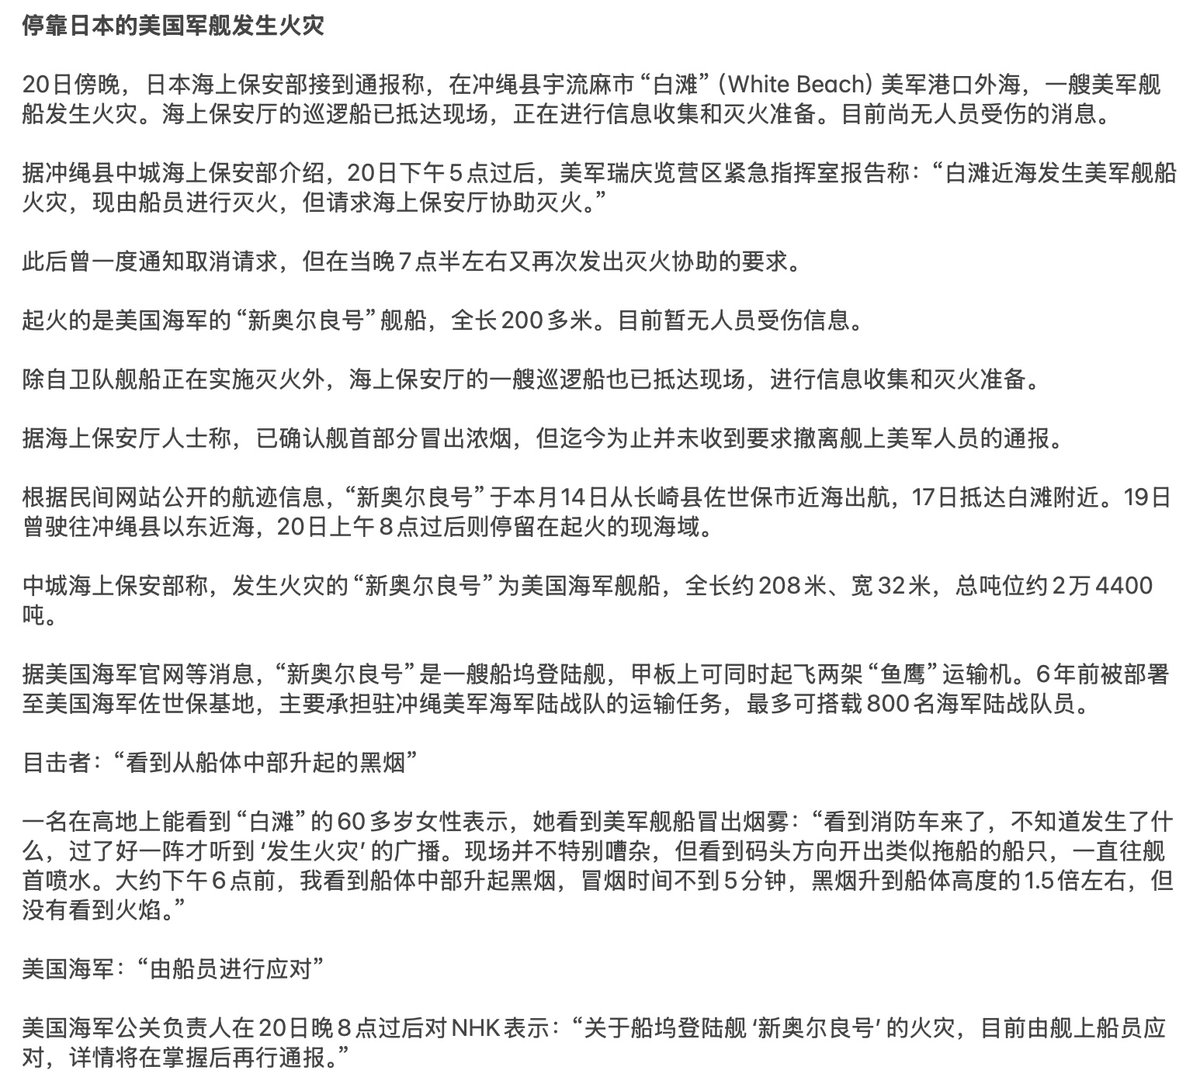 停靠日本的美国军舰发生火灾
20日傍晚，日本海上保安部接到通报称，在冲绳县宇流麻市“白滩”（White Beach）美军港口外海，一艘美军舰
船发生火灾。海上保安厅的巡逻船已抵达现场，正在进行信息收集和灭火准备。目前尚无人员受伤的消息。
据冲绳县中城海上保安部介绍，20日下午5点过后，美军瑞庆览营区紧急指挥室报告称：“白滩近海发生美军舰船
火灾，现由船员进行灭火，但请求海上保安厅协助灭火。”
此后曾一度通知取消请求，但在当晚7点半左右又再次发出灭火协助的要求。
起火的是美国海军的“新奥尔良号”舰船，全长200多米。目前暂无人员受伤信息。
除自卫队舰船正在实施灭火外，海上保安厅的一艘巡逻船也已抵达现场，进行信息收集和灭火准备。
据海上保安厅人士称，已确认舰首部分冒出浓烟，但迄今为止并未收到要求撤离舰上美军人员的通报。
根据民间网站公开的航迹信息，“新奥尔良号”于本月14日从长崎县佐世保市近海出航，17日抵达白滩附近。19日
曾驶往冲绳县以东近海，20日上午8点过后则停留在起火的现海域。
中城海上保安部称，发生火灾的“新奥尔良号”为美国海军舰船，全长约208米、宽32米，总吨位约2万4400
吨。
据美国海军官网等消息，“新奥尔良号”是一艘船坞登陆舰，甲板上可同时起飞两架“鱼鹰”运输机。6年前被部署
至美国海军佐世保基地，主要承担驻冲绳美军海军陆战队的运输任务，最多可搭载800名海军陆战队员。
目击者：“看到从船体中部升起的黑烟”
一名在高地上能看到“白滩”的60多岁女性表示，她看到美军舰船冒出烟雾：“看到消防车来了，不知道发生了什
么，过了好一阵才听到‘发生火灾’的广播。现场并不特别嘈杂，但看到码头方向开出类似拖船的船只，一直往舰
首喷水。大约下午6点前，我看到船体中部升起黑烟，冒烟时间不到5分钟，黑烟升到船体高度的1.5倍左右，但
没有看到火焰。”
美国海军：“由船员进行应对”
美国海军公关负责人在20日晚8点过后对NHK表示：“关于船坞登陆舰‘新奥尔良号’的火灾，目前由舰上船员应
对，详情将在掌握后再行通报。”